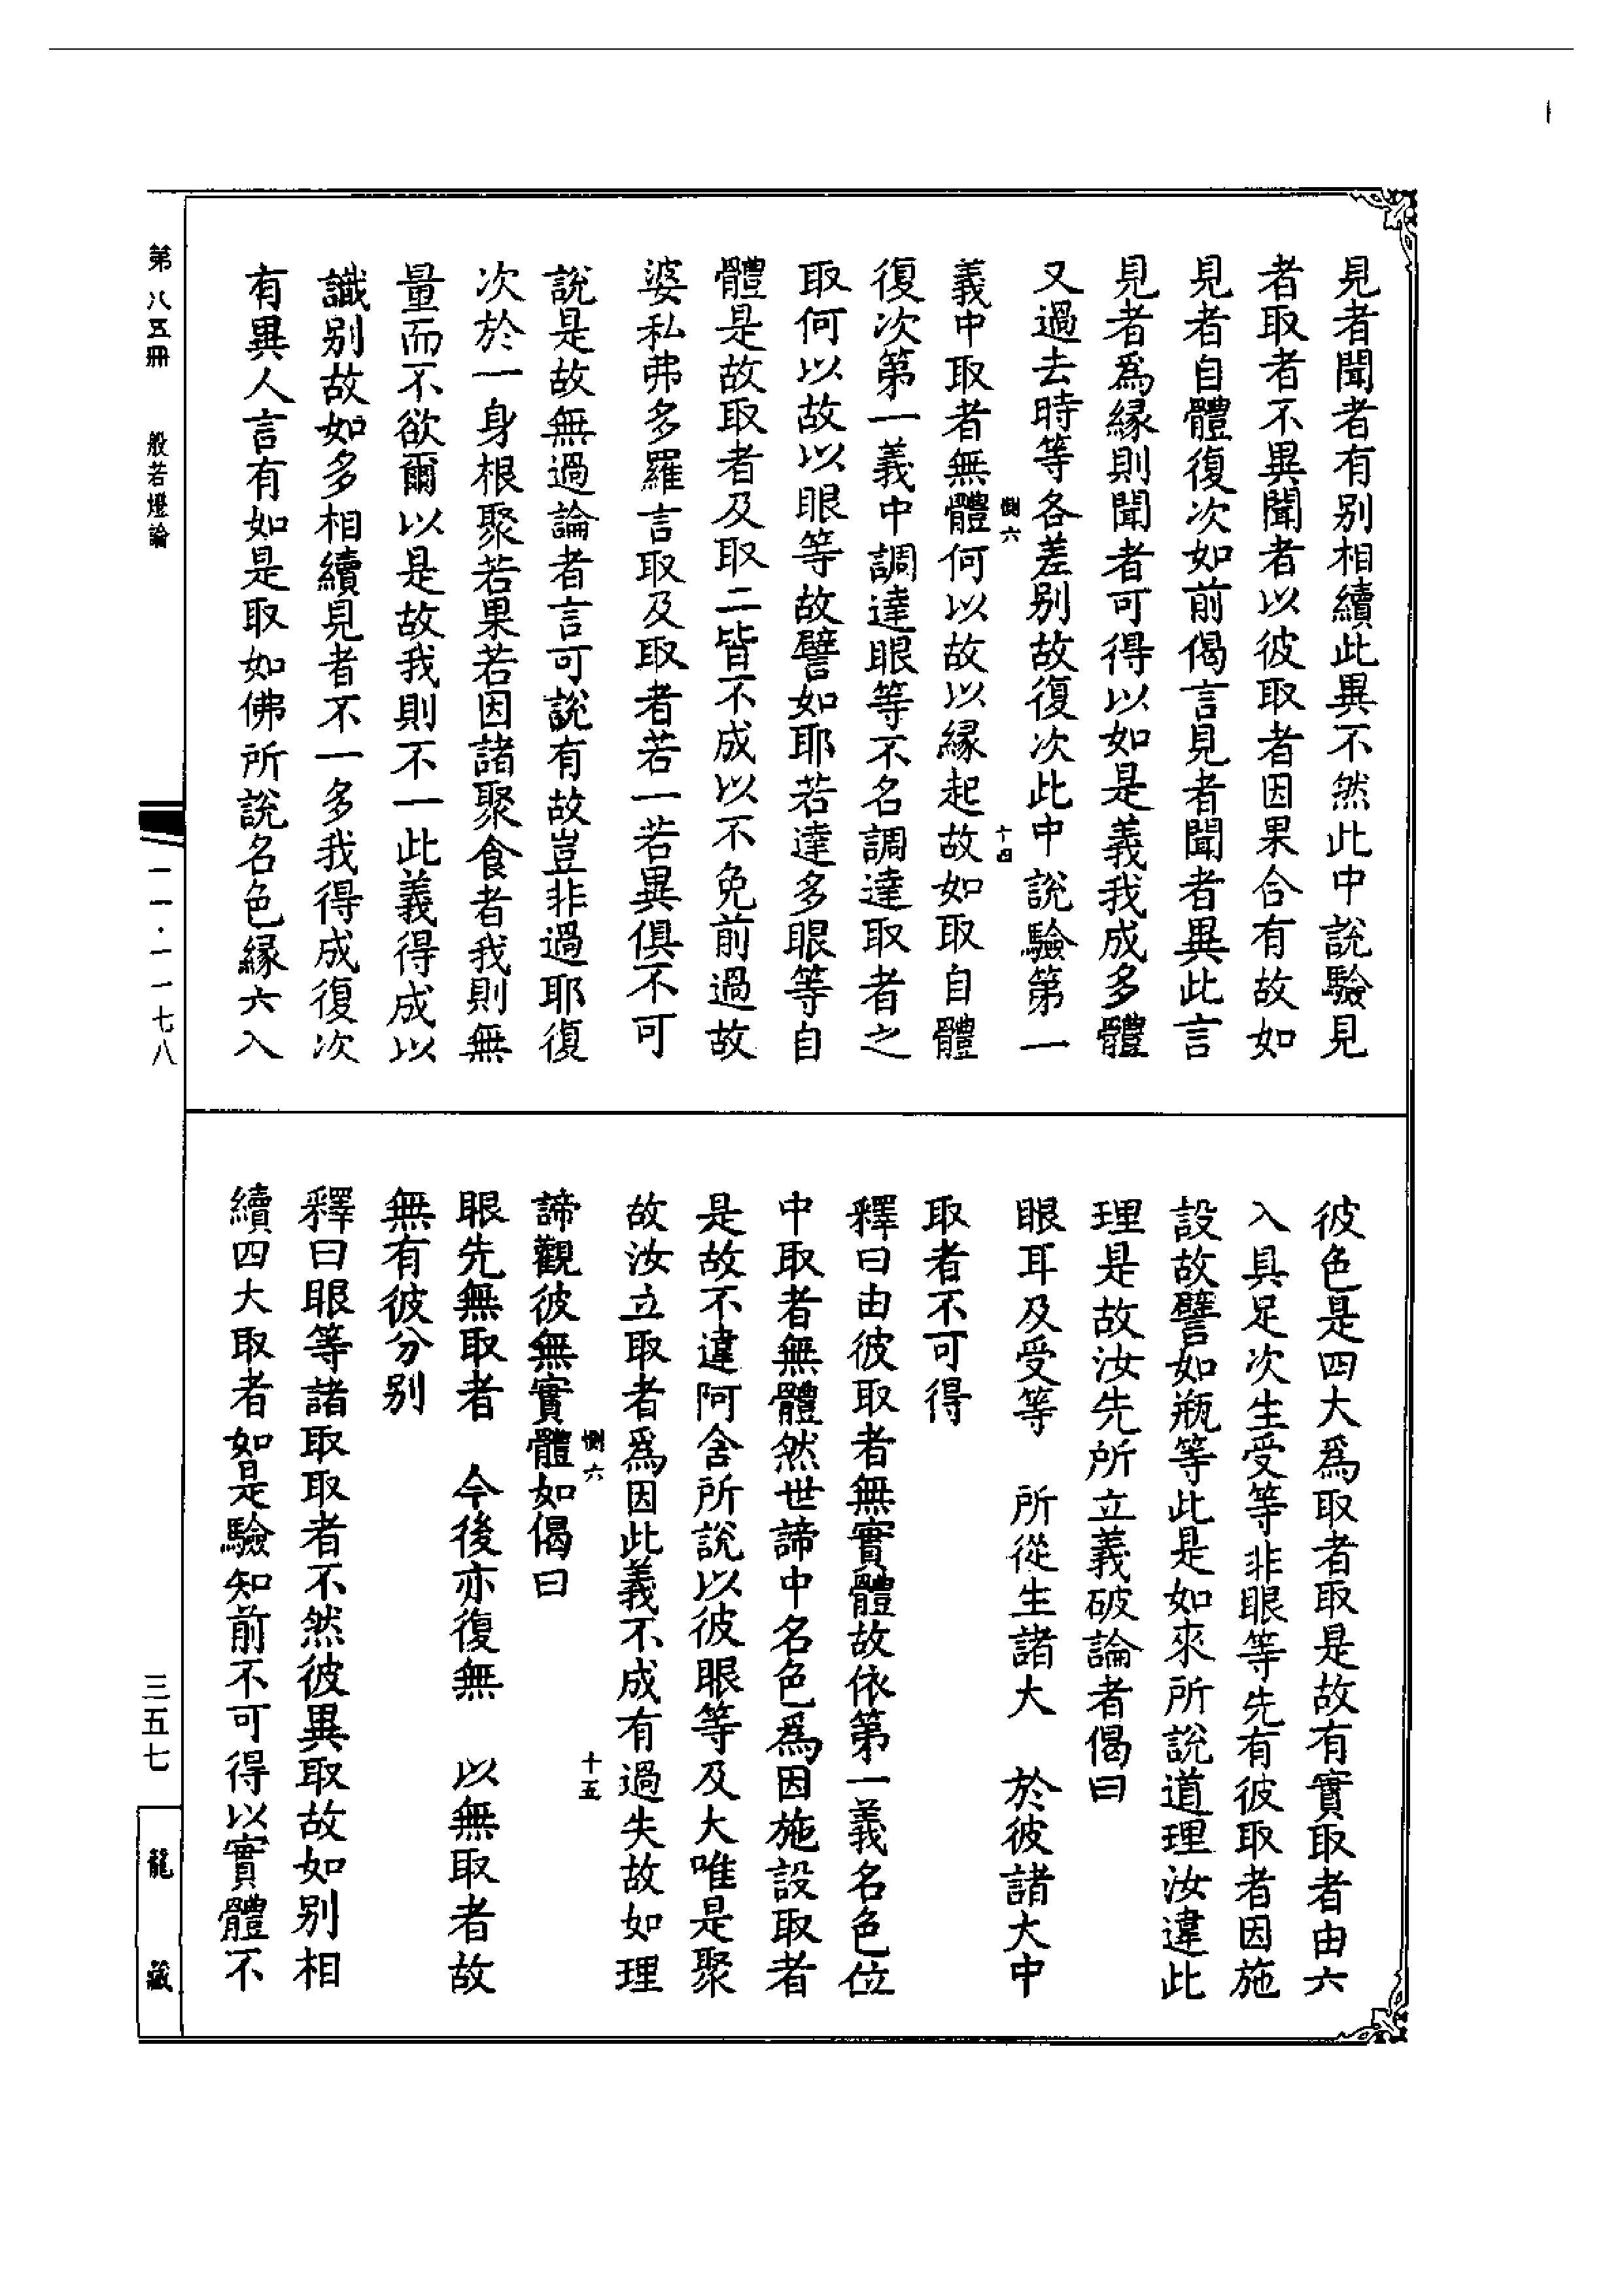 見者聞者有別相續此異不然此中說驗見
者取者不異聞者以彼取者因果合有故如
見者自體復次如前偈言見者聞者異此言
見者爲緣則聞者可得以如是義我成多體
又過去時等各差別故復次此中說驗第一
惻六
十四
義中取者無體何以故以緣起故如取自體
復次第一義中調達眼等不名調達取者之
取何以故以眼等故譬如耶若達多眼等自
體是故取者及取二皆不成以不免前過故
婆私弗多羅言取及取者若一若異俱不可
說是故無過論者言可說有故豈非過耶復
次於一身根聚若果若因諸聚食者我則無
量而不欲爾以是故我則不一此義得成以
識別故如多相續見者不一多我得成復次
有異人言有如是取如佛所說名色緣六入
彼色是四大爲取者取是故有實取者由六
入具足次生受等非眼等先有彼取者因施
設故譬如瓶等此是如來所說道理汝違此
理是故汝先所立義破論者偈曰
眼耳及受等　所從生諸大　於彼諸大中
取者不可得
釋曰由彼取者無實體故依第一義名色位
中取者無體然世諦中名色爲因施設取者
是故不違阿含所說以彼眼等及大唯是聚
故汝立取者爲因此義不成有過失故如理
惻六
十五
諦觀彼無實體如偈曰
眼先無取者　今後亦復無　以無取者故
無有彼分別
釋曰眼等諸取取者不然彼異取故如別相
續四大取者如是驗知前不可得以實體不
第八五冊　般若燈論
一一·一一七八
三五七
龍藏